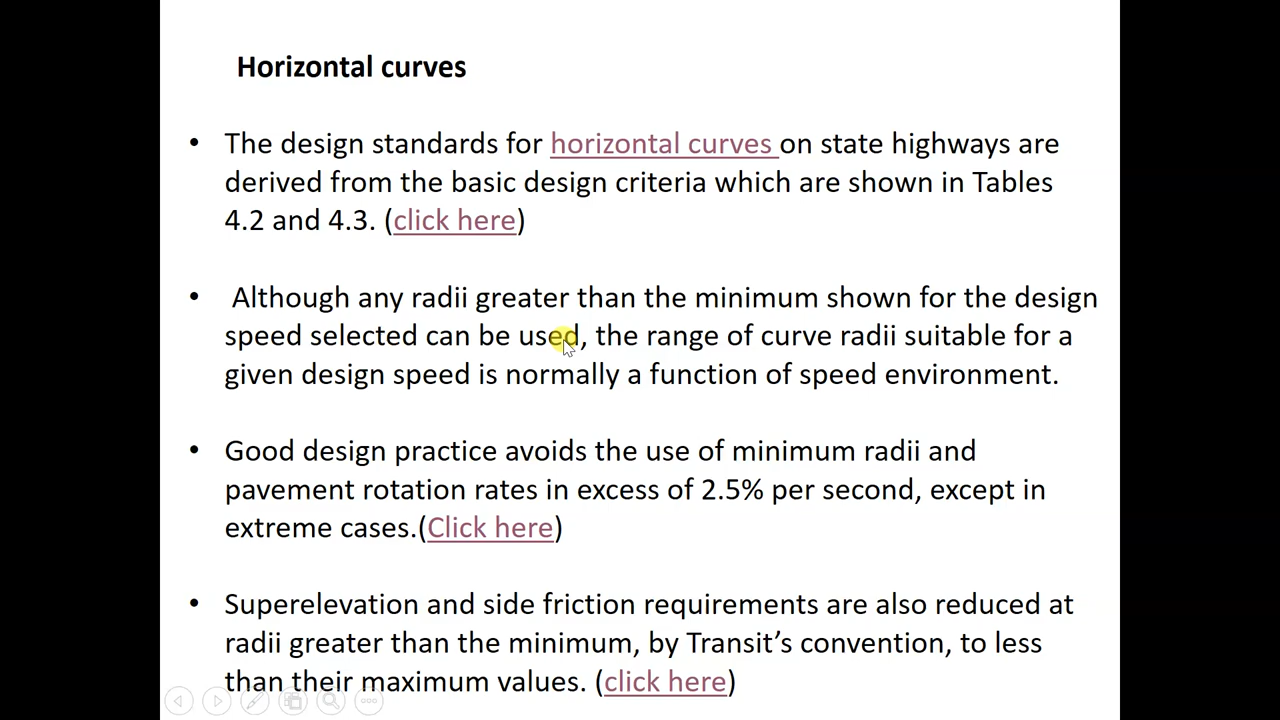 Horizontal curves
• The design standards for horizontal curves on state highways are
derived from the basic design criteria which are shown in Tables
4.2 and 4.3. (click here)
• Although any radii greater than the minimum shown for the design
speed selected can be used, the range of curve radii suitable for a
given design speed is normally a function of speed environment.
• Good design practice avoids the use of minimum radii and
pavement rotation rates in excess of 2.5% per second, except in
extreme cases.(Click here)
• Superelevation and side friction requirements are also reduced at
radii greater than the minimum, by Transit’s convention, to less
than their maximum values. (click here)